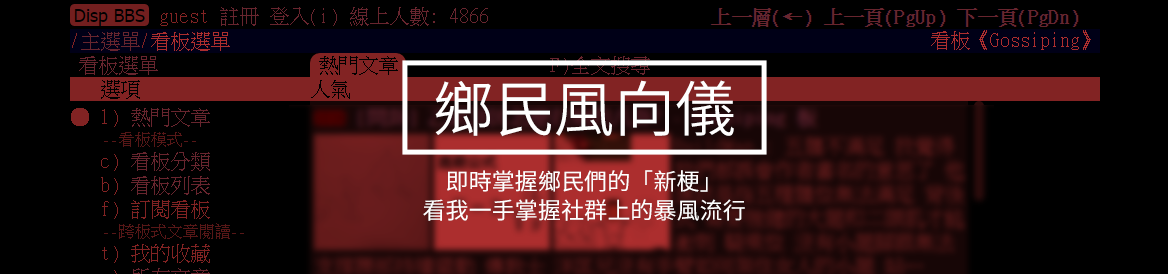 Disp BBS guest 註冊 登入(i) 線上人數: 4866 上一層(←) 上一頁(PgUp) 下一頁(PgDn)
/主選單/看板選單 看板《Gossiping》
看板選單 熱門文章 F)全文搜尋
選項 人氣
鄉民風向儀
即時掌握鄉民們的「新梗」
看我一手掌握社群上的暴風流行
1) 熱門文章
--看板模式--
c) 看板分類
b) 看板列表
f) 訂閱看板
--跨板式文章閱讀--
t) 我的收藏